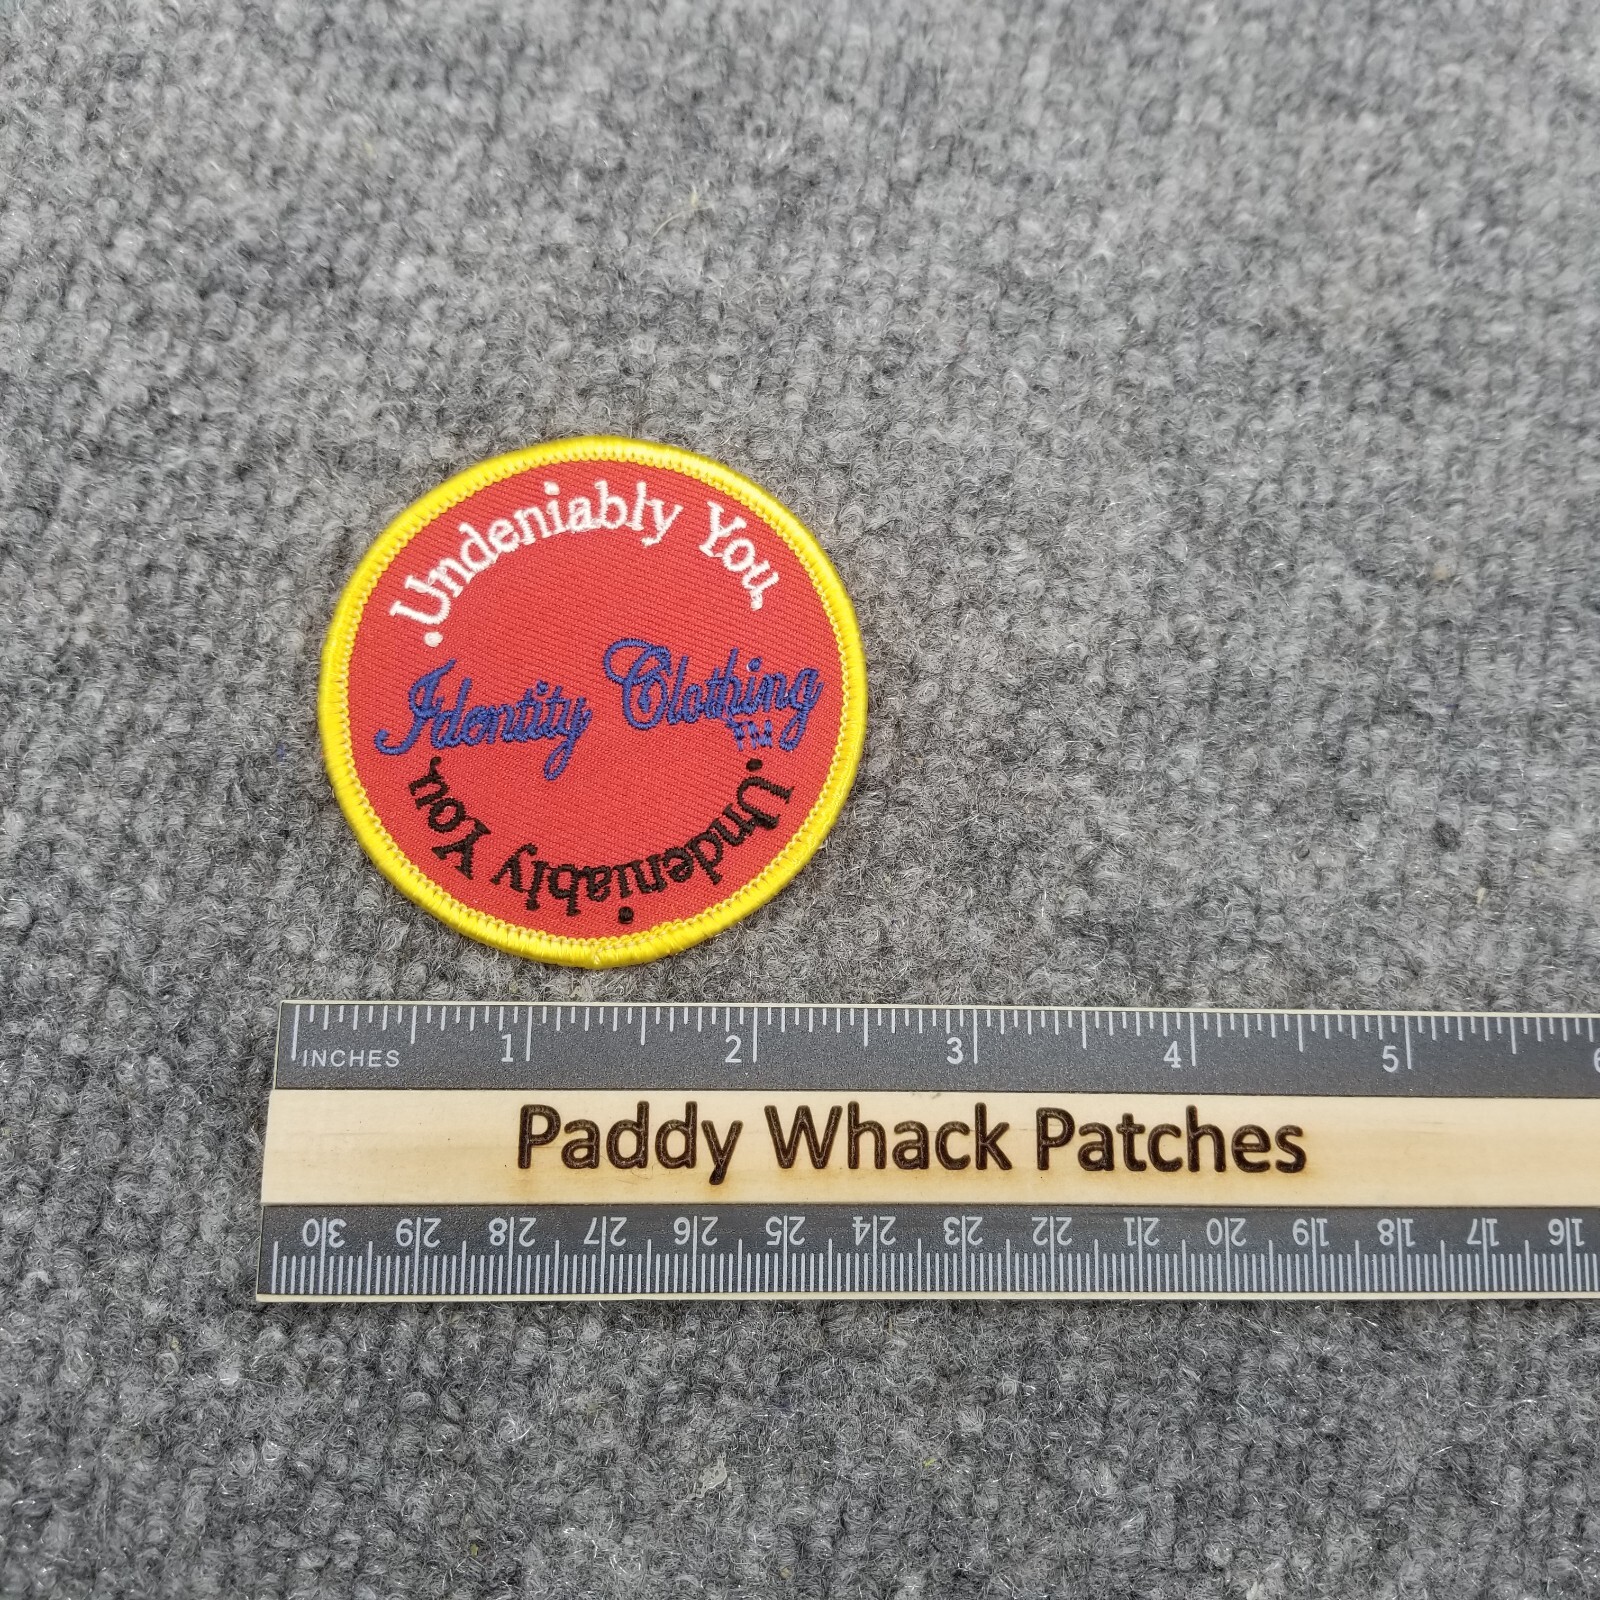 .Undeniably You.
Identity Clothing
TM
.Undeniably You.
1 2 3 4 5 6
INCHES
Paddy Whack Patches
30 29 28 27 26 25 24 23 22 21 20 19 18 17 16